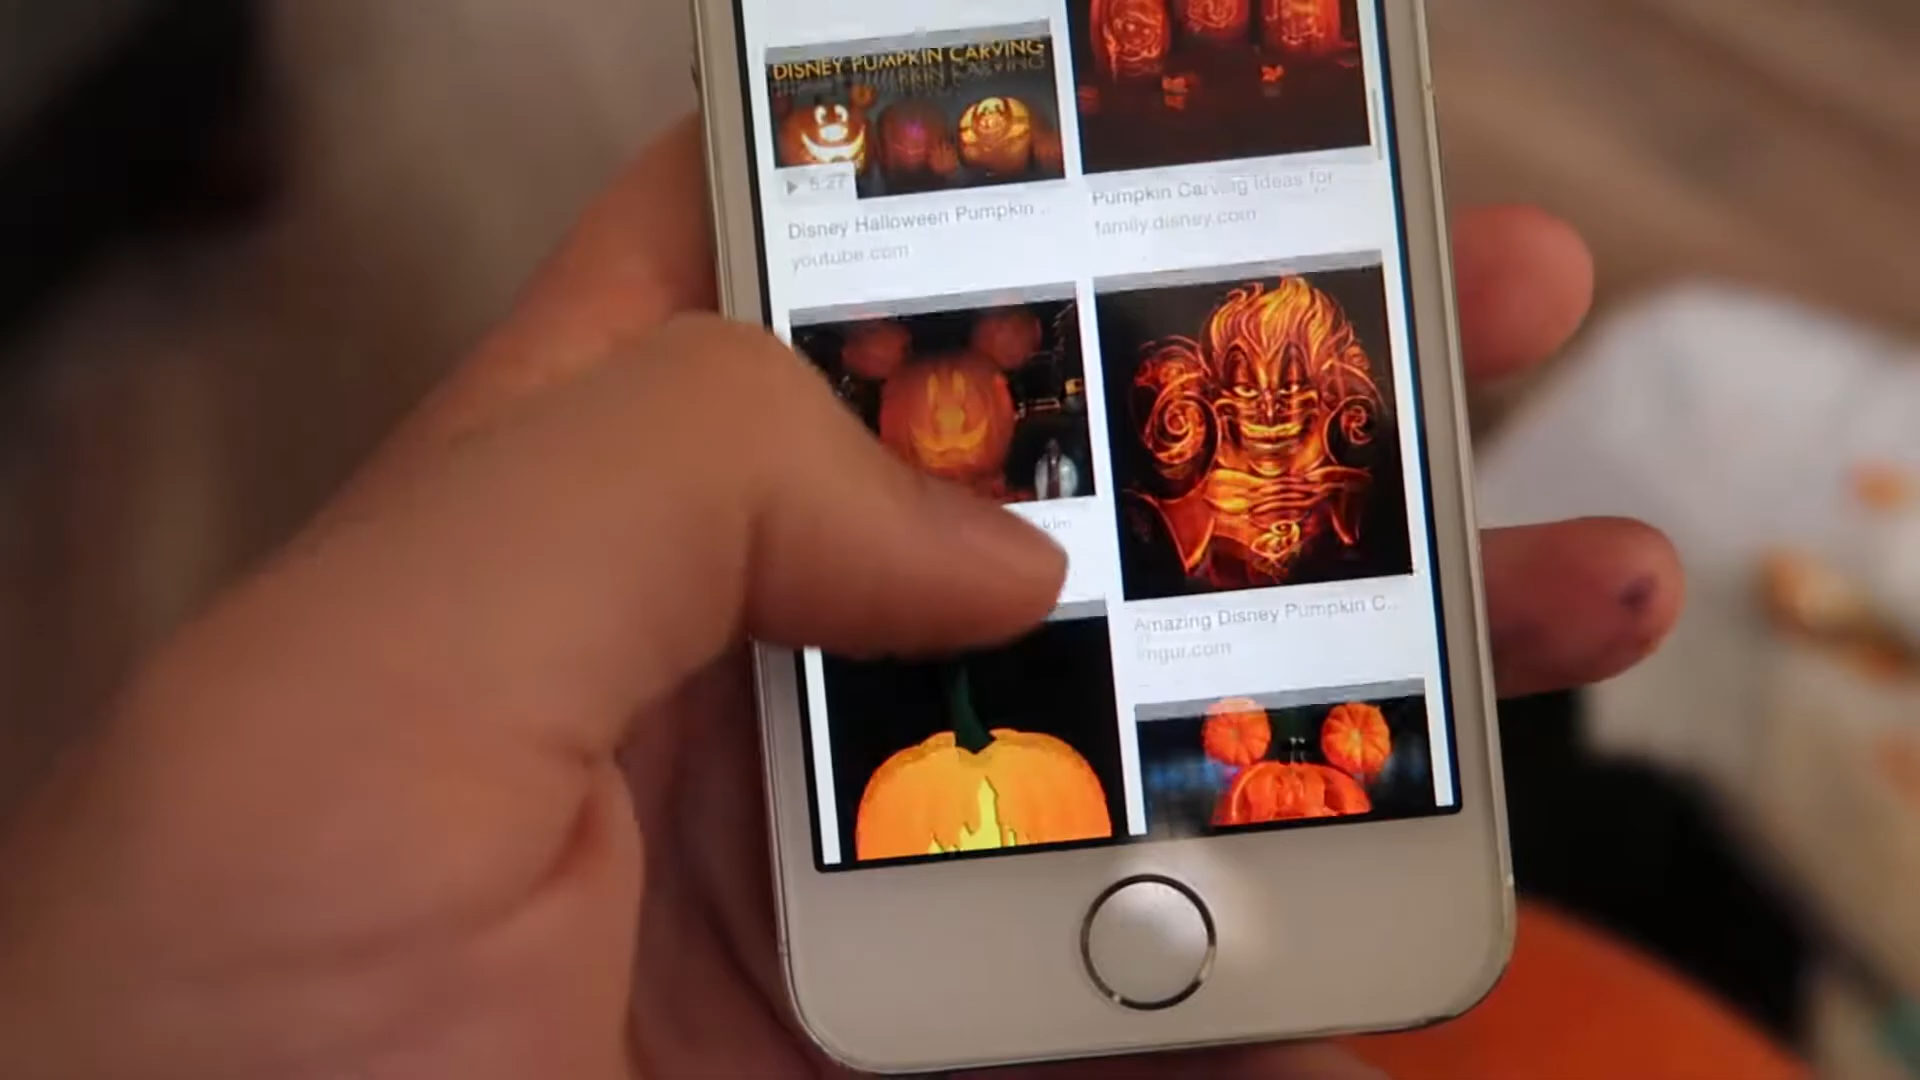 DISNEY PUMPKIN CARVING
5:27
Disney Halloween Pumpkin ...
youtube.com
Pumpkin Carving Ideas for
family.disney.com
Amazing Disney Pumpkin C...
imgur.com